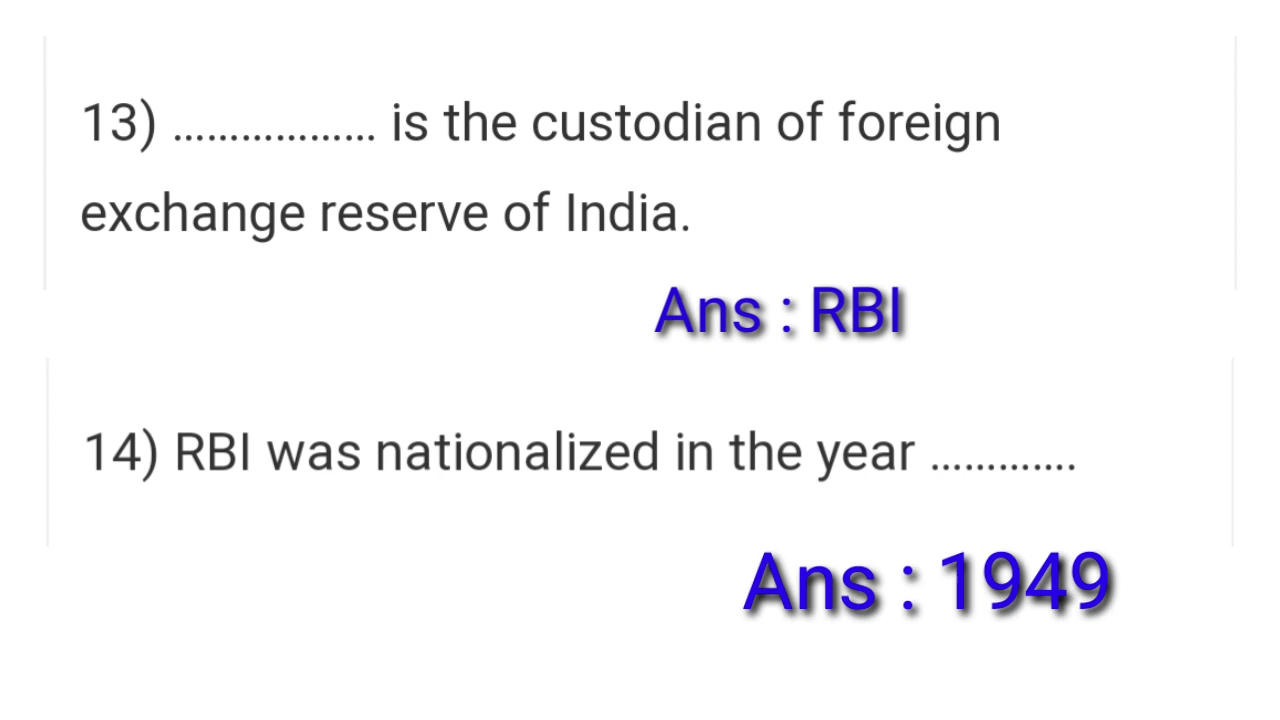 13) .................. is the custodian of foreign
exchange reserve of India.
Ans : RBI
14) RBI was nationalized in the year .............
Ans : 1949